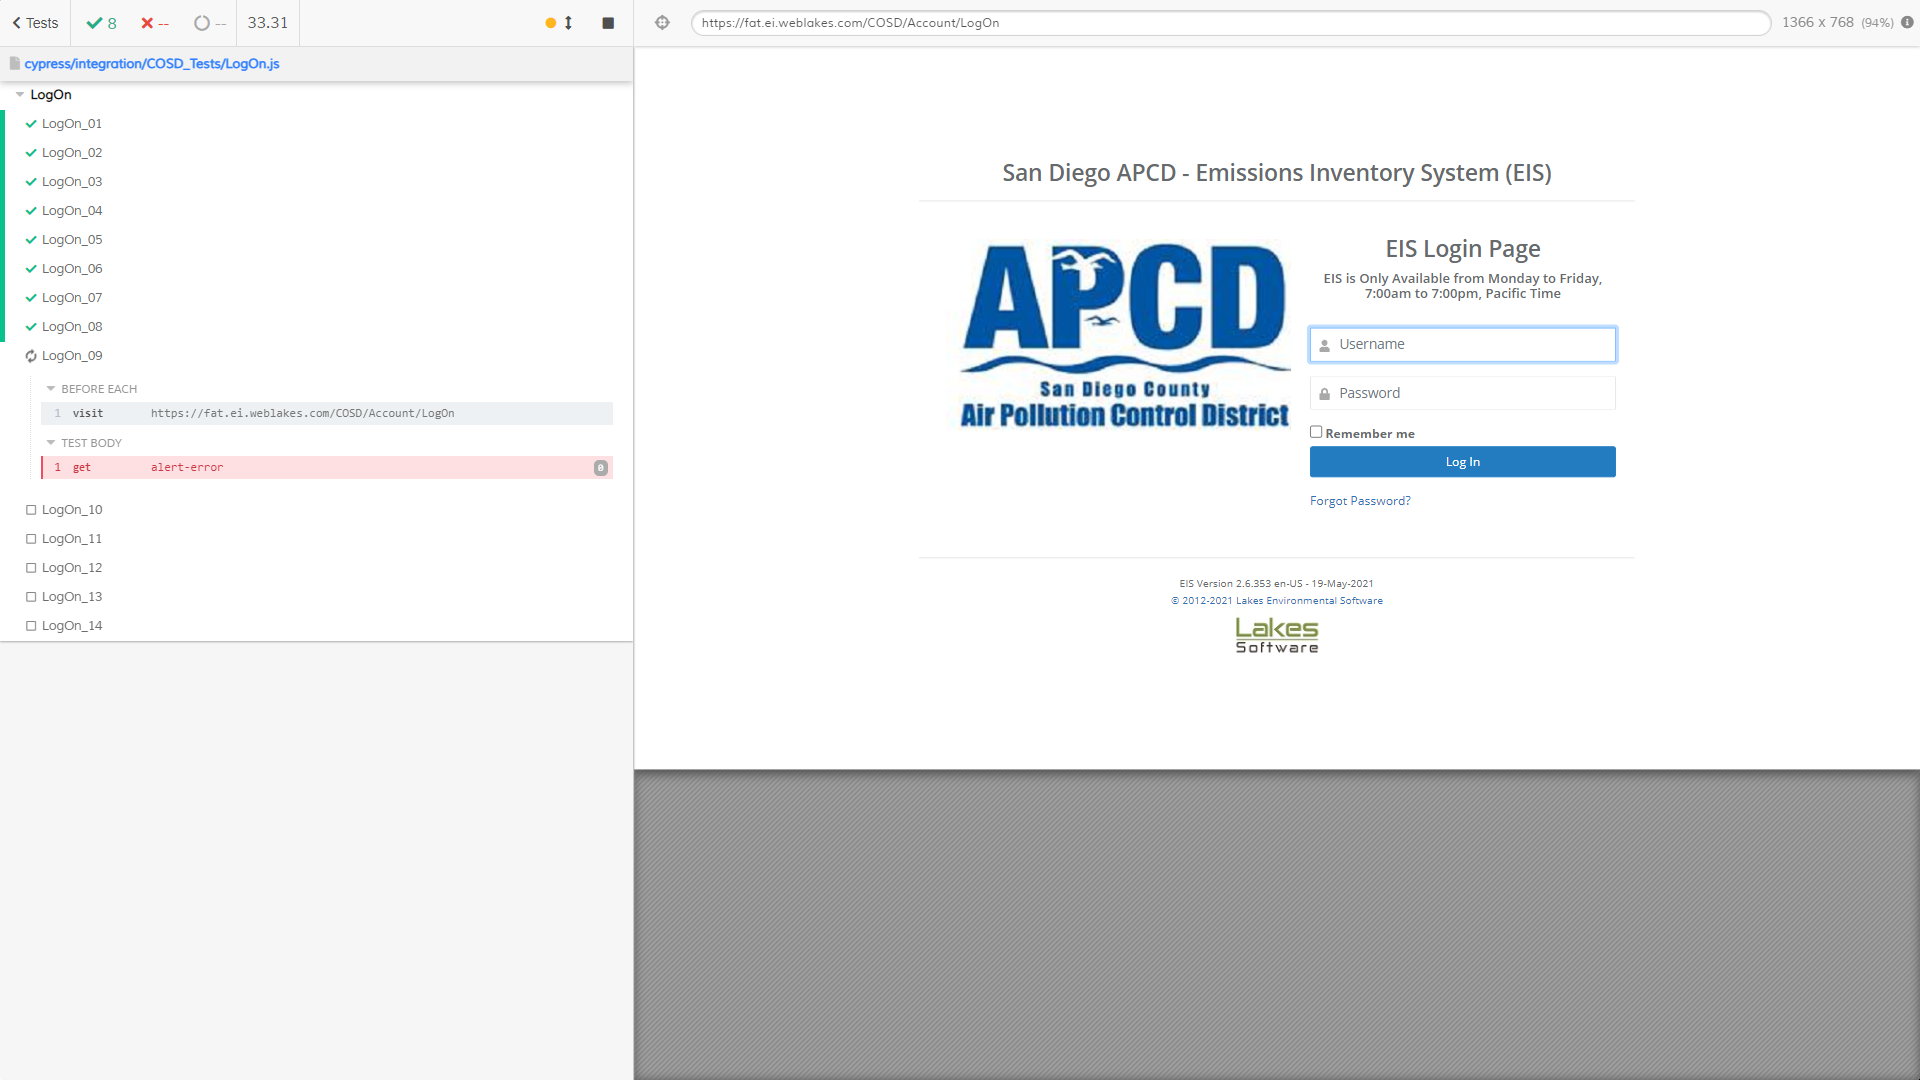 Tests
8
--
--
33.31
https://fat.ei.weblakes.com/COSD/Account/LogOn
1366 x 768 (94%)
cypress/integration/COSD_Tests/LogOn.js
LogOn
LogOn_01
LogOn_02
LogOn_03
LogOn_04
LogOn_05
LogOn_06
LogOn_07
LogOn_08
LogOn_09
BEFORE EACH
1 visit https://fat.ei.weblakes.com/COSD/Account/LogOn
TEST BODY
1 get alert-error 0
LogOn_10
LogOn_11
LogOn_12
LogOn_13
LogOn_14
San Diego APCD - Emissions Inventory System (EIS)
APCD
San Diego County
Air Pollution Control District
EIS Login Page
EIS is Only Available from Monday to Friday,
7:00am to 7:00pm, Pacific Time
Username
Password
Remember me
Log In
Forgot Password?
EIS Version 2.6.353 en-US - 19-May-2021
© 2012-2021 Lakes Environmental Software
Lakes
Software